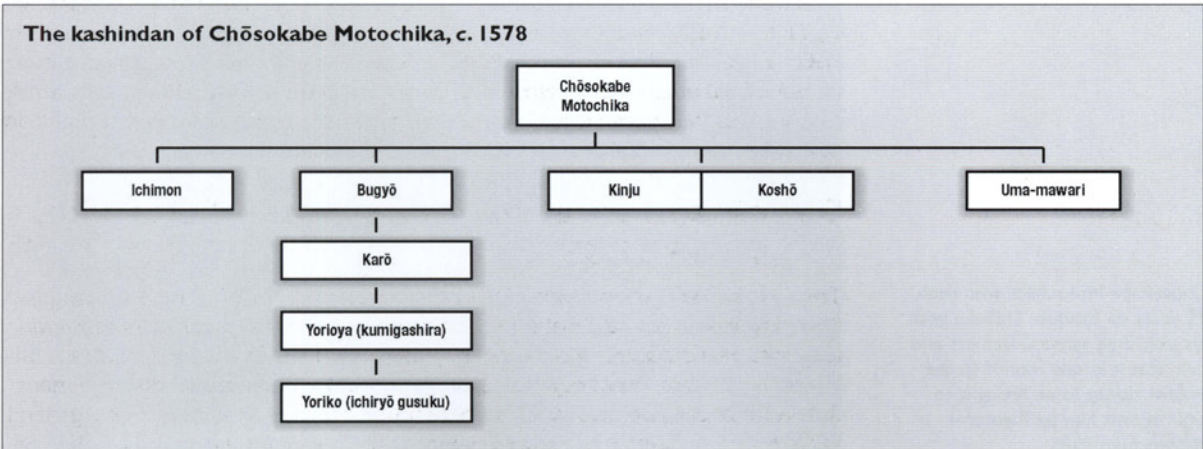 The kashindan of Chōsokabe Motochika, c. 1578
Chōsokabe
Motochika
Ichimon
Bugyō
Kinju
Koshō
Uma-mawari
Karō
Yorioya (kumigashira)
Yoriko (ichiryō gusuku)